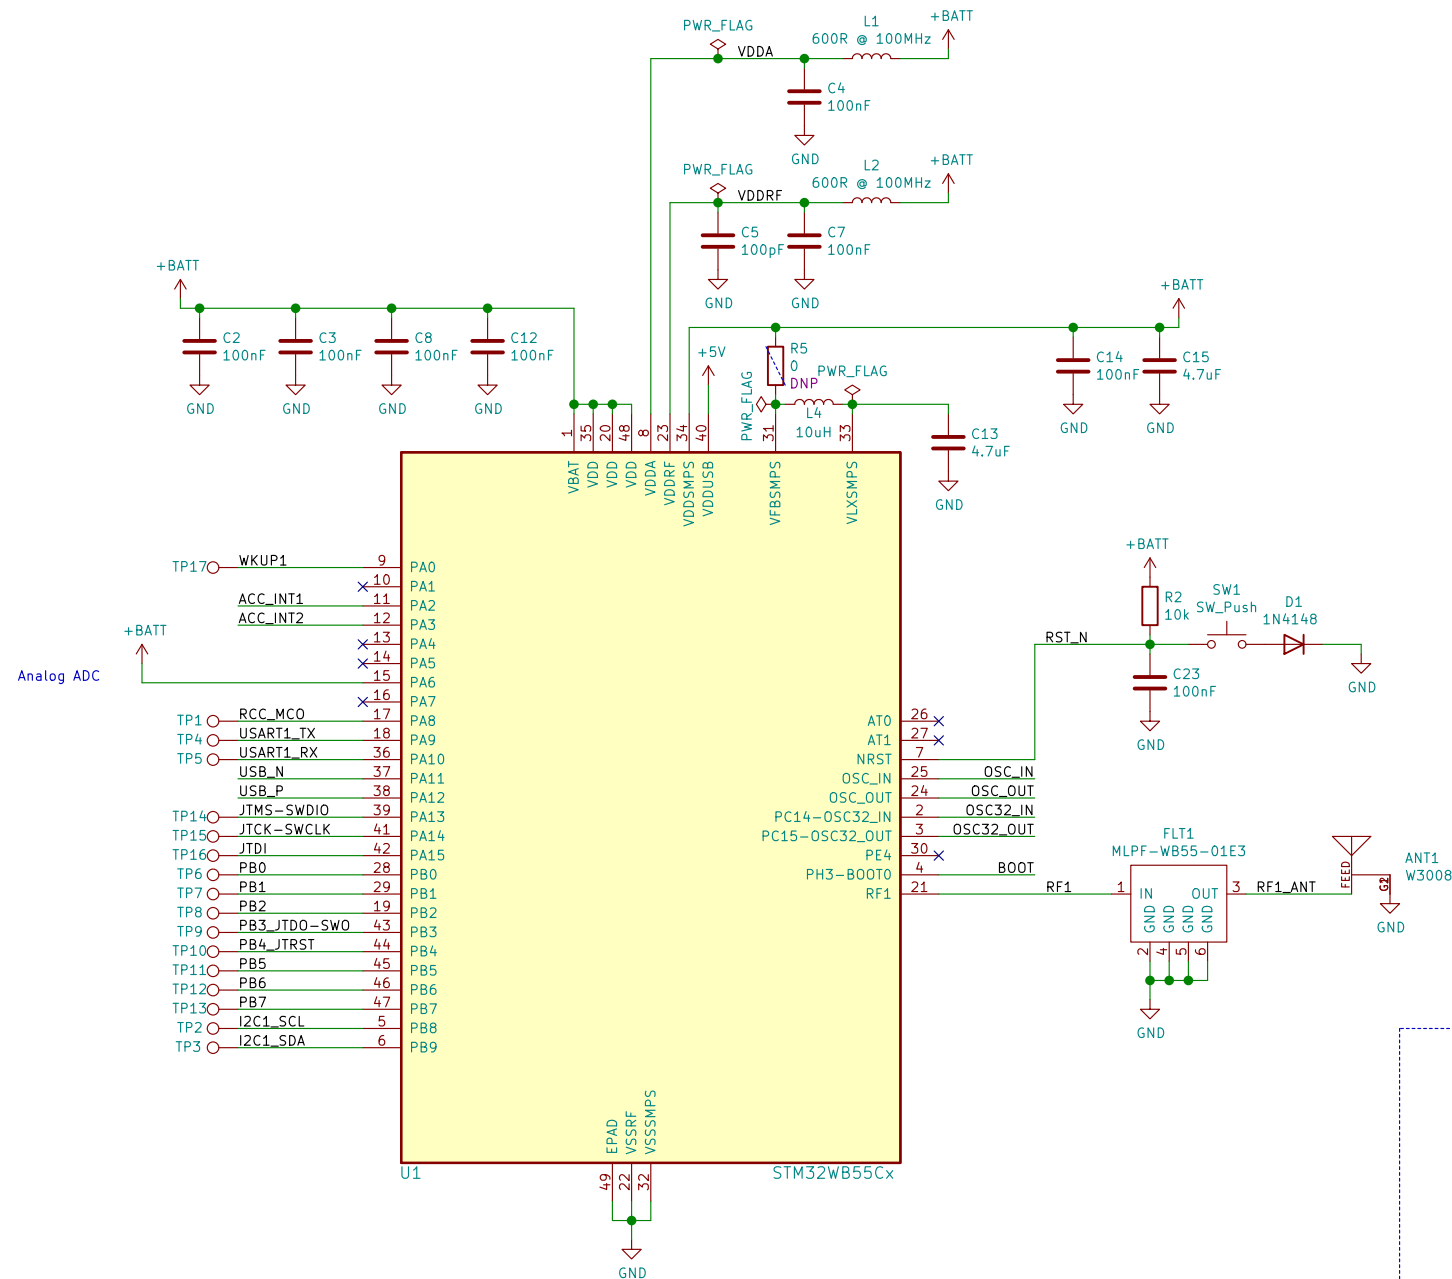 PWR_FLAG
VDDA
L1
600R @ 100MHz
+BATT
C4
100nF
GND
PWR_FLAG
VDDRF
L2
600R @ 100MHz
+BATT
C5
100pF
C7
100nF
GND
GND
+BATT
C2
100nF
C3
100nF
C8
100nF
C12
100nF
GND
GND
GND
GND
+5V
PWR_FLAG
R5
0
DNP
PWR_FLAG
L4
10uH
+BATT
C14
100nF
C15
4.7uF
GND
GND
C13
4.7uF
GND
1
35
20
48
8
23
34
40
31
33
VBAT
VDD
VDD
VDD
VDDA
VDDRF
VDDSMPS
VDDUSB
VFBSMPS
VLXSMPS
TP17 WKUP1 9 PA0
10 PA1
ACC_INT1 11 PA2
ACC_INT2 12 PA3
+BATT
13 PA4
14 PA5
Analog ADC
15 PA6
16 PA7
TP1 RCC_MCO 17 PA8
TP4 USART1_TX 18 PA9
TP5 USART1_RX 36 PA10
USB_N 37 PA11
USB_P 38 PA12
TP14 JTMS-SWDIO 39 PA13
TP15 JTCK-SWCLK 41 PA14
TP16 JTDI 42 PA15
TP6 PB0 28 PB0
TP7 PB1 29 PB1
TP8 PB2 19 PB2
TP9 PB3_JTDO-SWO 43 PB3
TP10 PB4_JTRST 44 PB4
TP11 PB5 45 PB5
TP12 PB6 46 PB6
TP13 PB7 47 PB7
TP2 I2C1_SCL 5 PB8
TP3 I2C1_SDA 6 PB9
AT0 26
AT1 27
NRST 7
OSC_IN 25 OSC_IN
OSC_OUT 24 OSC_OUT
PC14-OSC32_IN 2 OSC32_IN
PC15-OSC32_OUT 3 OSC32_OUT
PE4 30
PH3-BOOT0 4 BOOT
RF1 21 RF1
+BATT
R2
10k
SW1
SW_Push
D1
1N4148
RST_N
GND
C23
100nF
GND
FLT1
MLPF-WB55-01E3
1 IN OUT 3
RF1_ANT
GND
GND
GND
GND
2
4
5
6
GND
FEED
G2
ANT1
W3008
GND
EPAD
VSSRF
VSSSMPS
U1
STM32WB55Cx
49
22
32
GND